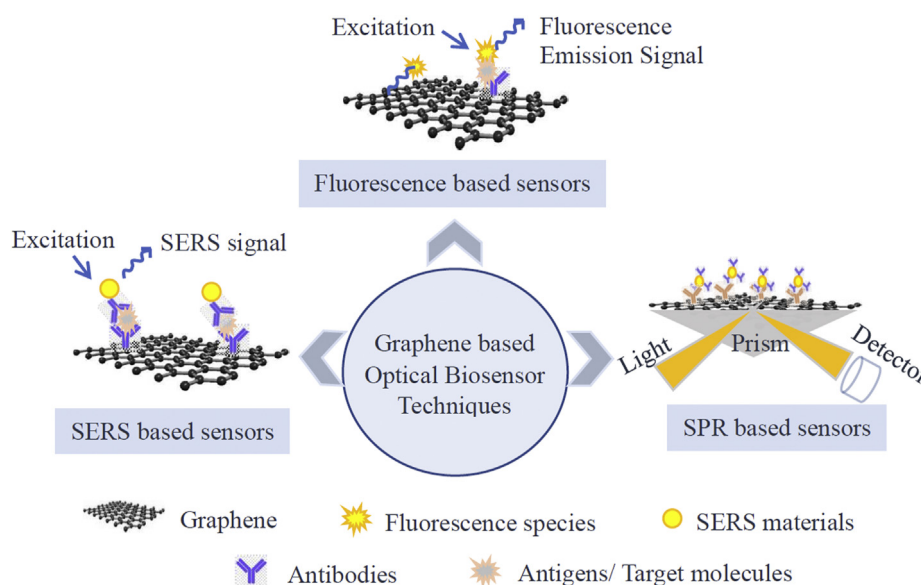 Excitation
Fluorescence
Emission Signal
Fluorescence based sensors
Excitation
SERS signal
SERS based sensors
Graphene based
Optical Biosensor
Techniques
Light
Prism
Detector
SPR based sensors
Graphene
Fluorescence species
SERS materials
Antibodies
Antigens/ Target molecules